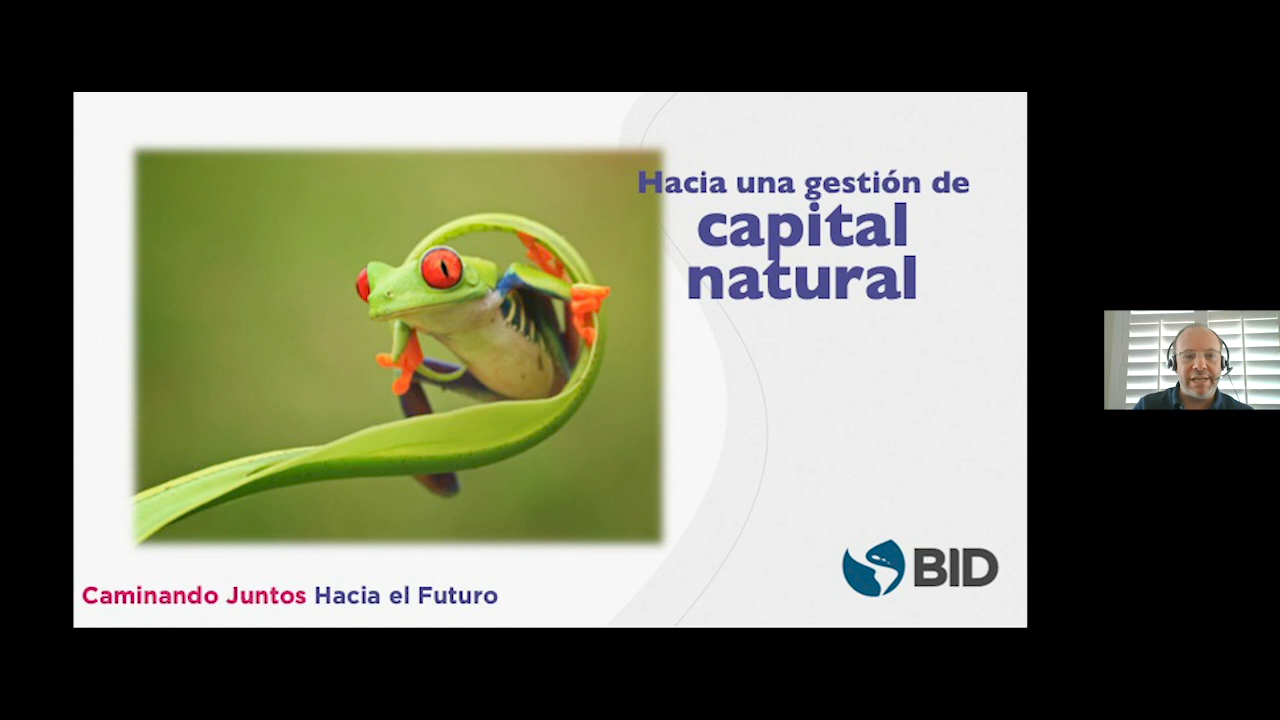 Hacia una gestión de
capital
natural
Caminando Juntos Hacia el Futuro
BID